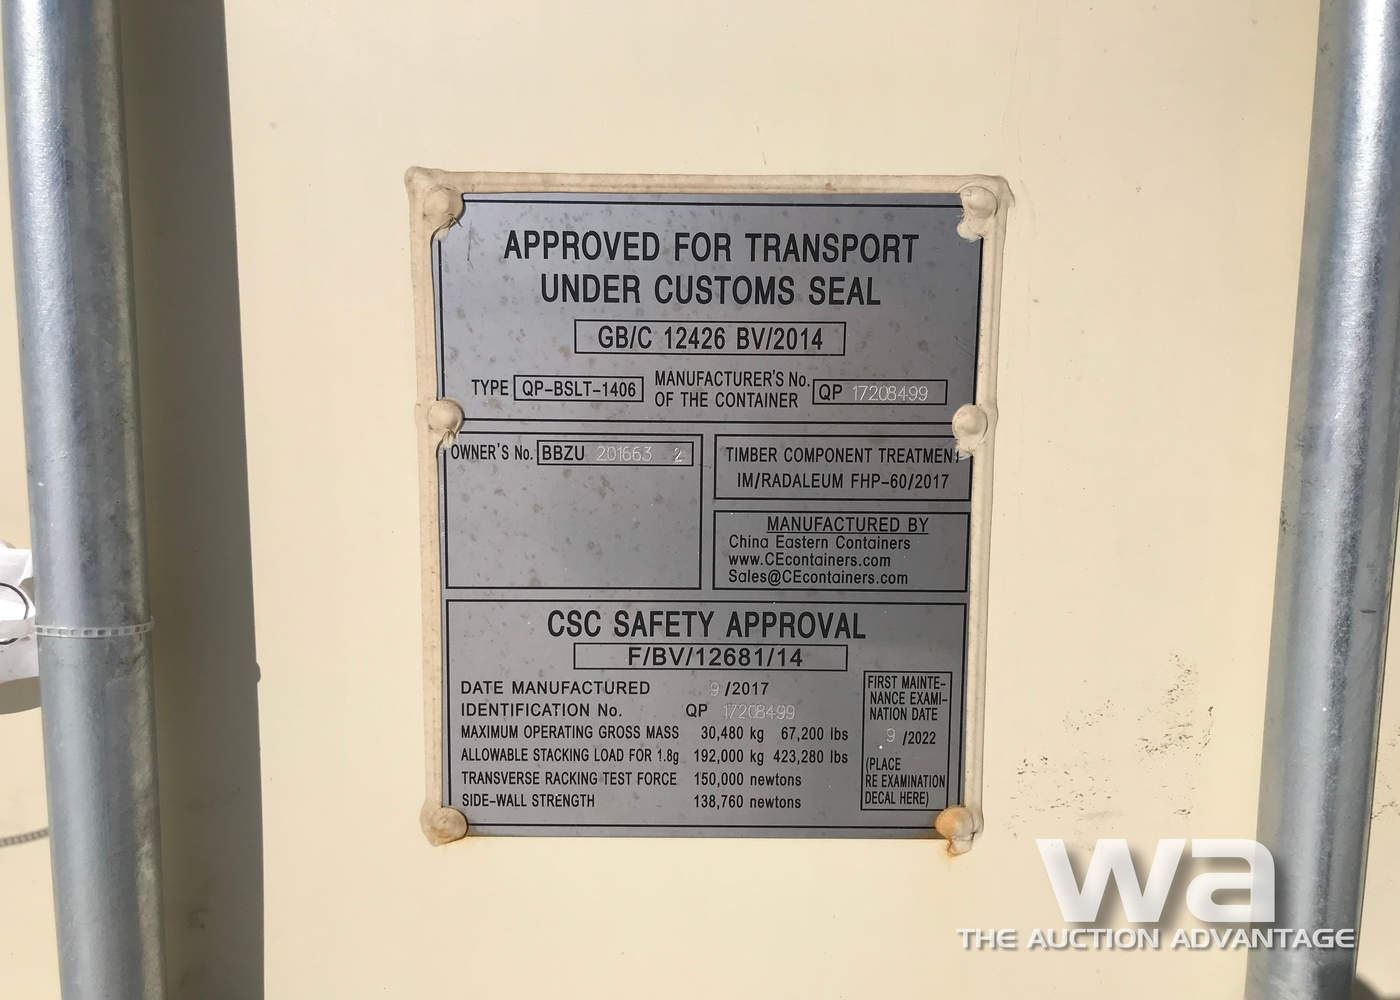 APPROVED FOR TRANSPORT
UNDER CUSTOMS SEAL
GB/C 12426 BV/2014
TYPE QP-BSLT-1406 MANUFACTURER'S No. OF THE CONTAINER QP 17208499
OWNER'S No. BBZU 201663 2
TIMBER COMPONENT TREATMENT
IM/RADALEUM FHP-60/2017
MANUFACTURED BY
China Eastern Containers
www.CEcontainers.com
Sales@CEcontainers.com
CSC SAFETY APPROVAL
F/BV/12681/14
DATE MANUFACTURED 9/2017
IDENTIFICATION No. QP 17208499
MAXIMUM OPERATING GROSS MASS 30,480 kg 67,200 lbs
ALLOWABLE STACKING LOAD FOR 1.8g 192,000 kg 423,280 lbs
TRANSVERSE RACKING TEST FORCE 150,000 newtons
SIDE-WALL STRENGTH 138,760 newtons
FIRST MAINTE-
NANCE EXAMI-
NATION DATE
9 /2022
(PLACE
RE EXAMINATION
DECAL HERE)
wa
THE AUCTION ADVANTAGE